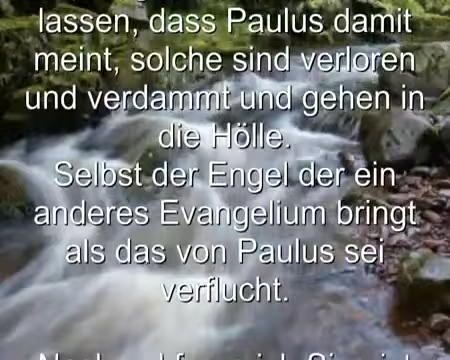 lassen, dass Paulus damit
meint, solche sind verloren
und verdammt und gehen in
die Hölle.
Selbst der Engel der ein
anderes Evangelium bringt
als das von Paulus sei
verflucht.